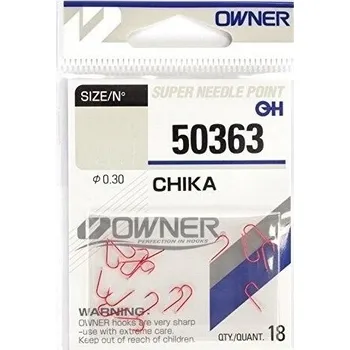 OWNER
SIZE/N°
SUPER NEEDLE POINT
OH
50363
φ0.30
CHIKA
OWNER
PERFECTION IN HOOKS
WARNING:
OWNER hooks are very sharp
-use with extreme care.
Keep out of reach of children.
QTY./QUANT. 18